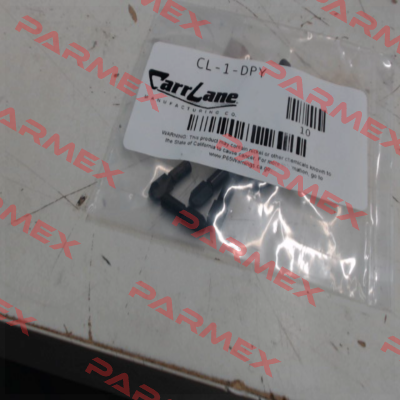 CL-1-DPY
CarrLane
MANUFACTURING CO.
10
WARNING: This product may contain nickel or other chemicals known to
the State of California to cause cancer. For more information, go to
PARMEX
PARMEX
PARMEX
PARMEX
PARMEX
PARMEX
PARMEX